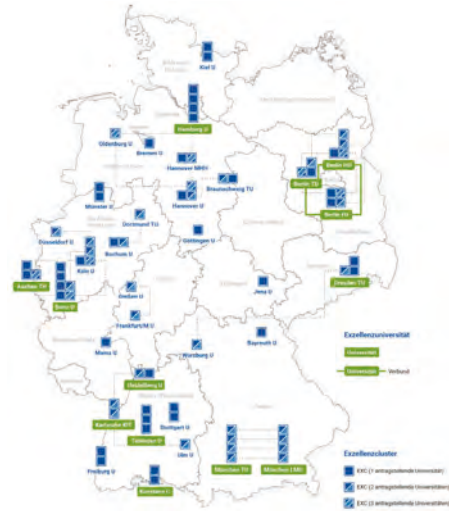 Kiel U
Hamburg U
Oldenburg U
Bremen U
Hannover MHH
Berlin HU
Berlin TU
Braunschweig TU
Münster U
Hannover U
Berlin FU
Dortmund TU
Düsseldorf U
Göttingen U
Bochum U
Köln U
Aachen TH
Bonn U
Gießen U
Jena U
Dresden TU
Frankfurt/M U
Exzellenzuniversität
Mainz U
Würzburg U
Bayreuth U
Universität
Heidelberg U
Universität
Verbund
Karlsruhe KIT
Stuttgart U
Tübingen U
Ulm U
Exzellenzcluster
Freiburg U
München TU
München LMU
EXC (1 antragstellende Universität)
Konstanz U
EXC (2 antragstellende Universitäten)
EXC (3 antragstellende Universitäten)